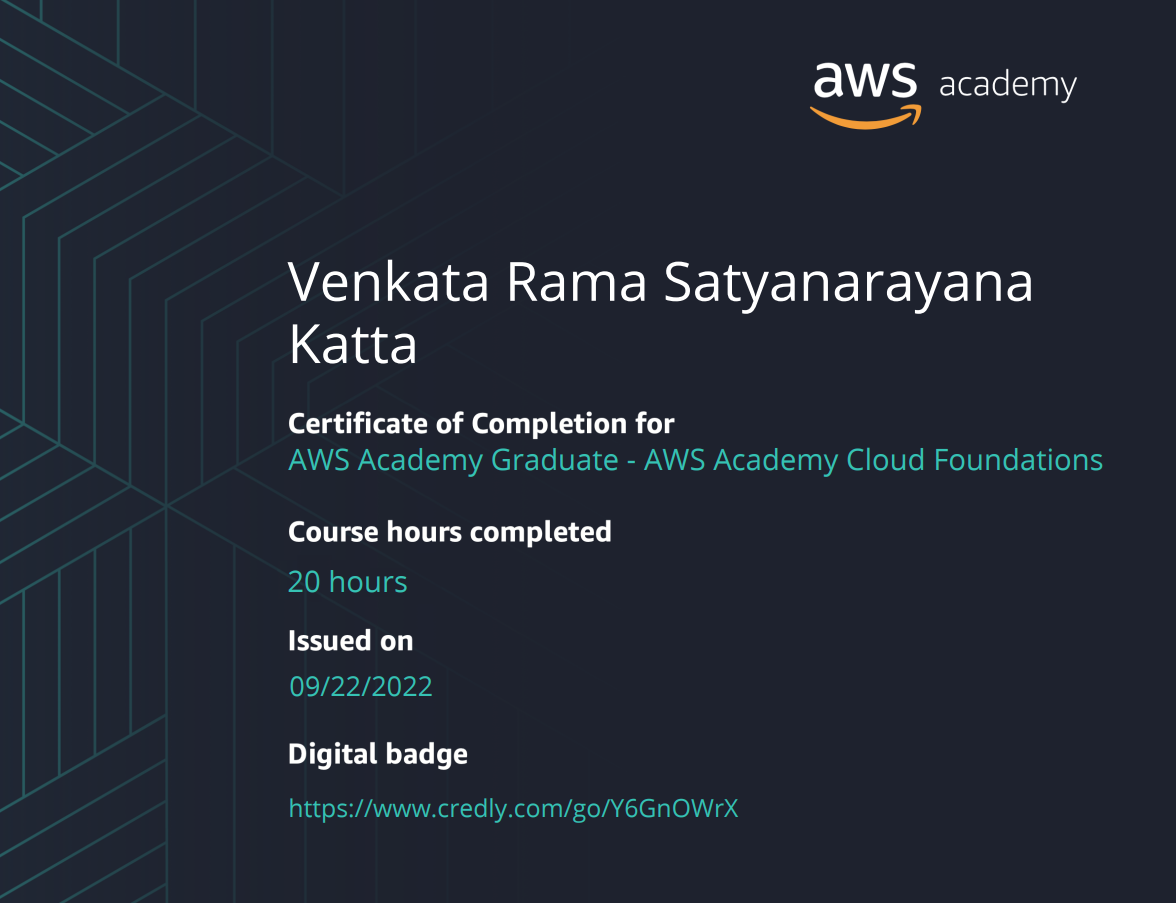 aws academy
Venkata Rama Satyanarayana
Katta
Certificate of Completion for
AWS Academy Graduate - AWS Academy Cloud Foundations
Course hours completed
20 hours
Issued on
09/22/2022
Digital badge
https://www.credly.com/go/Y6GnOWrX